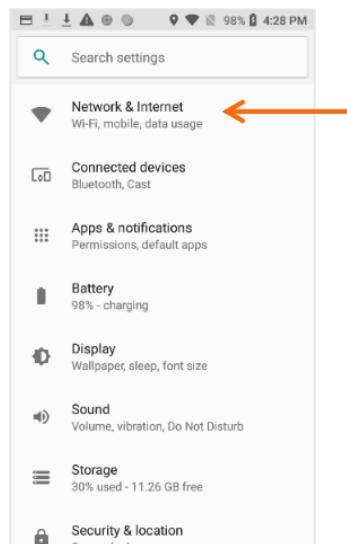 98% 4:28 PM
Search settings
Network & Internet
Wi-Fi, mobile, data usage
Connected devices
Bluetooth, Cast
Apps & notifications
Permissions, default apps
Battery
98% - charging
Display
Wallpaper, sleep, font size
Sound
Volume, vibration, Do Not Disturb
Storage
30% used - 11.26 GB free
Security & location